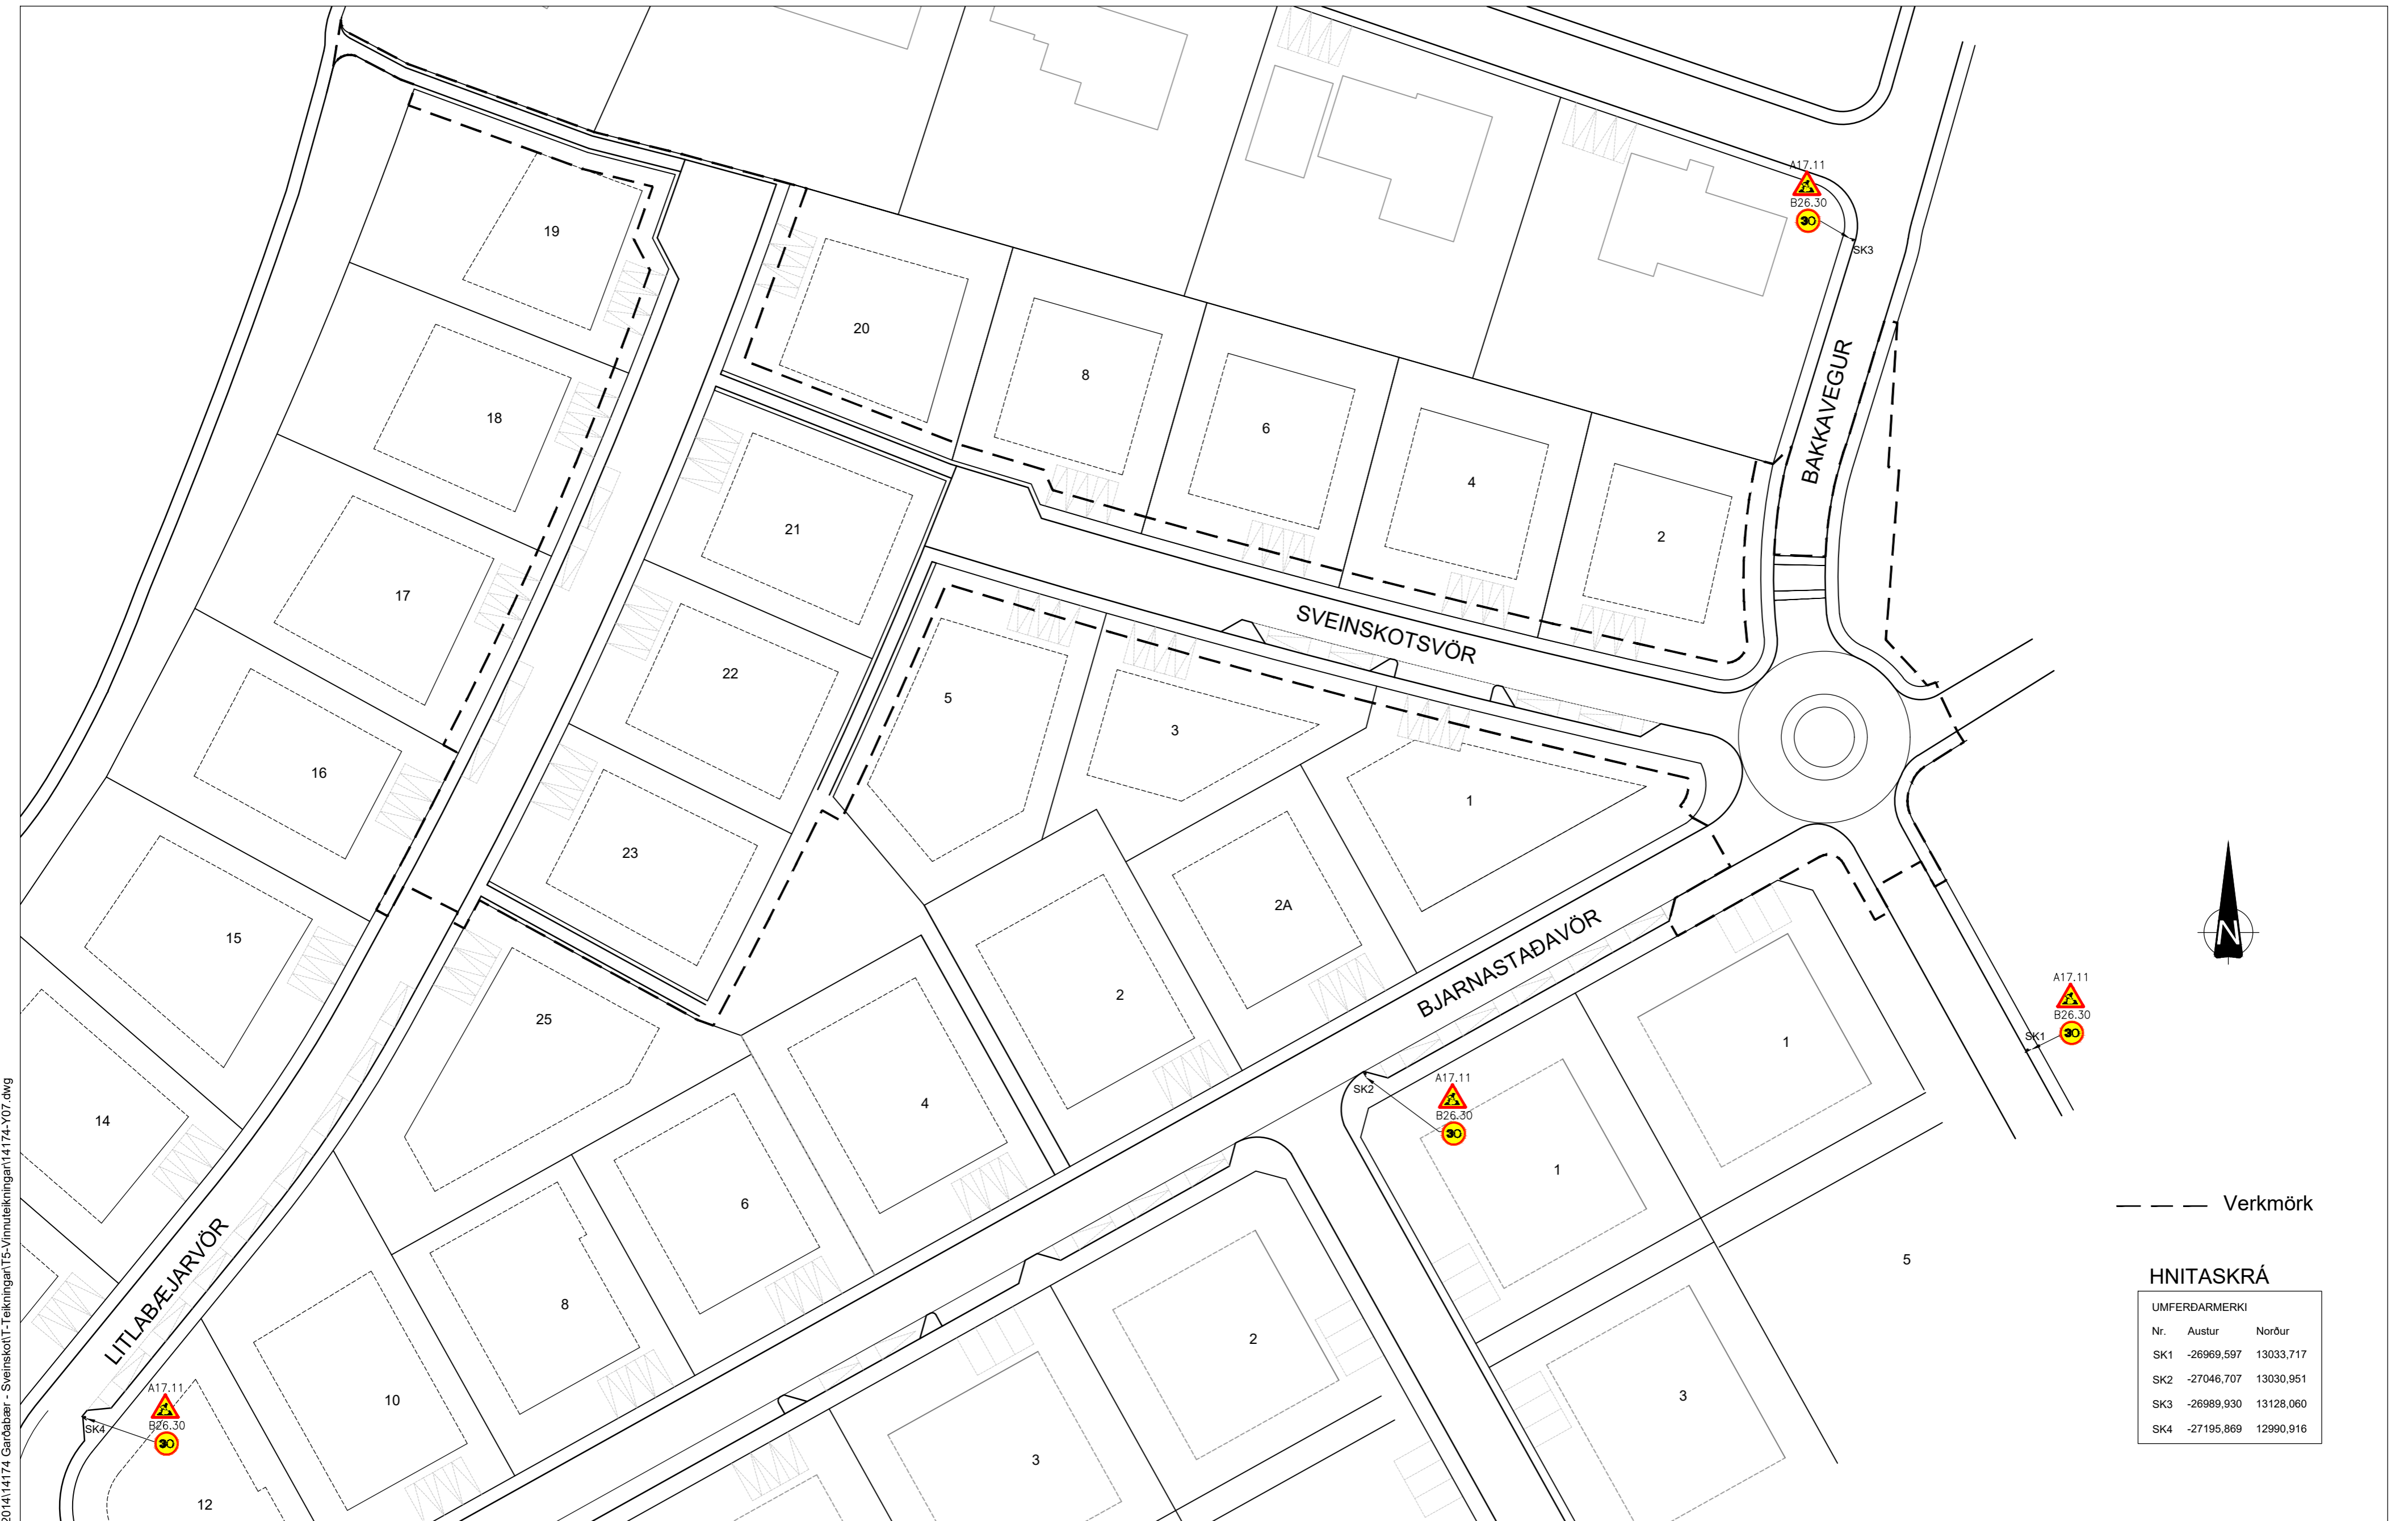 A17.11
B26.30
30
SK3
19
20
18
8
6
4
2
BAKKAVEGUR
21
17
SVEINSKOTSVÖR
22
5
3
16
1
23
2A
15
BJARNASTAÐAVÖR
2
N
25
A17.11
B26.30
30
SK1
1
14
4
A17.11
B26.30
30
SK2
1
6
Verkmörk
LITLABÆJARVÖR
8
5
2
3
10
3
12
A17.11
B26.30
30
SK4
HNITASKRÁ
UMFERÐARMERKI
Nr. Austur Norður
SK1 -26969,597 13033,717
SK2 -27046,707 13030,951
SK3 -26989,930 13128,060
SK4 -27195,869 12990,916
2014\14174 Garðabær - Sveinskot\T-Teikningar\T5-Vinnuteikningar\14174-Y07.dwg